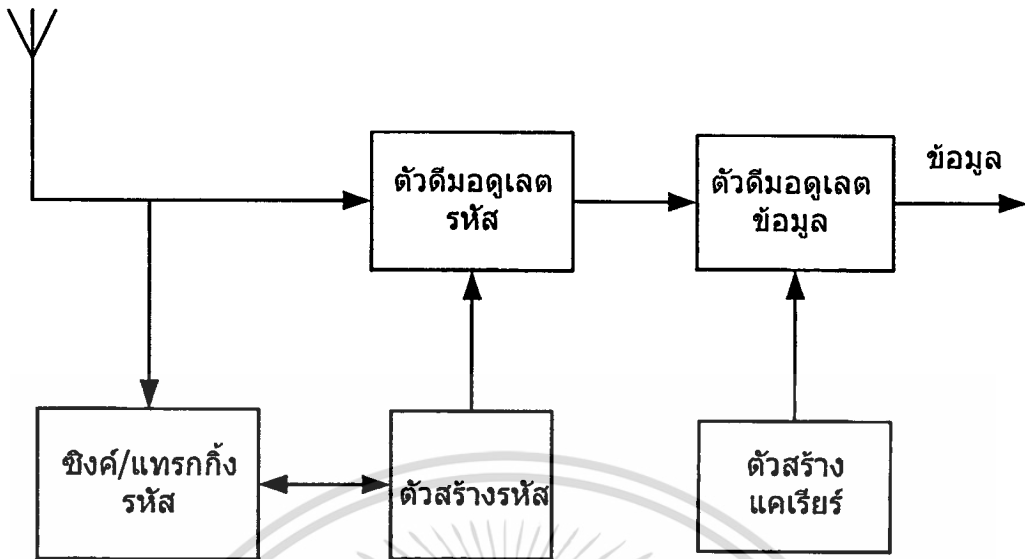 ตัวดีมอดูเลต
รหัส
ตัวดีมอดูเลต
ข้อมูล
ข้อมูล
ซิงค์/แทรกกิ้ง
รหัส
ตัวสร้างรหัส
ตัวสร้าง
แคเรียร์